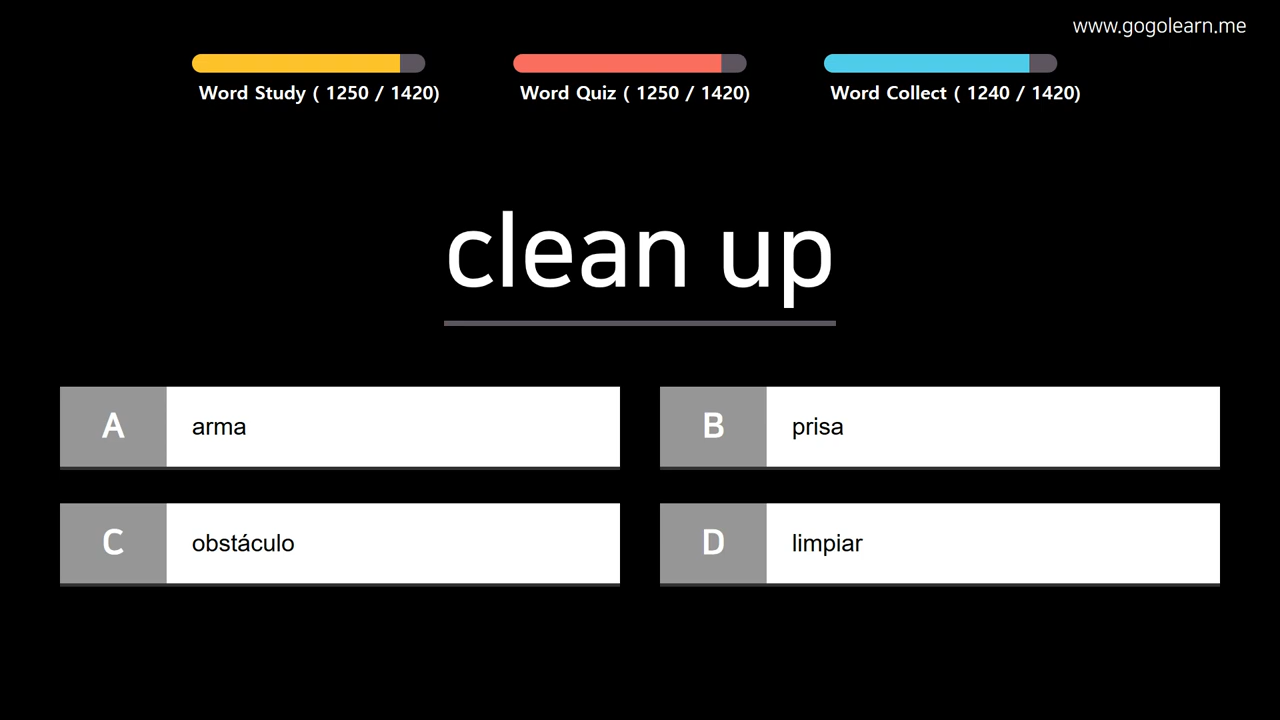 www.gogolearn.me
Word Study ( 1250 / 1420)
Word Quiz ( 1250 / 1420)
Word Collect ( 1240 / 1420)
clean up
A
arma
B
prisa
C
obstáculo
D
limpiar